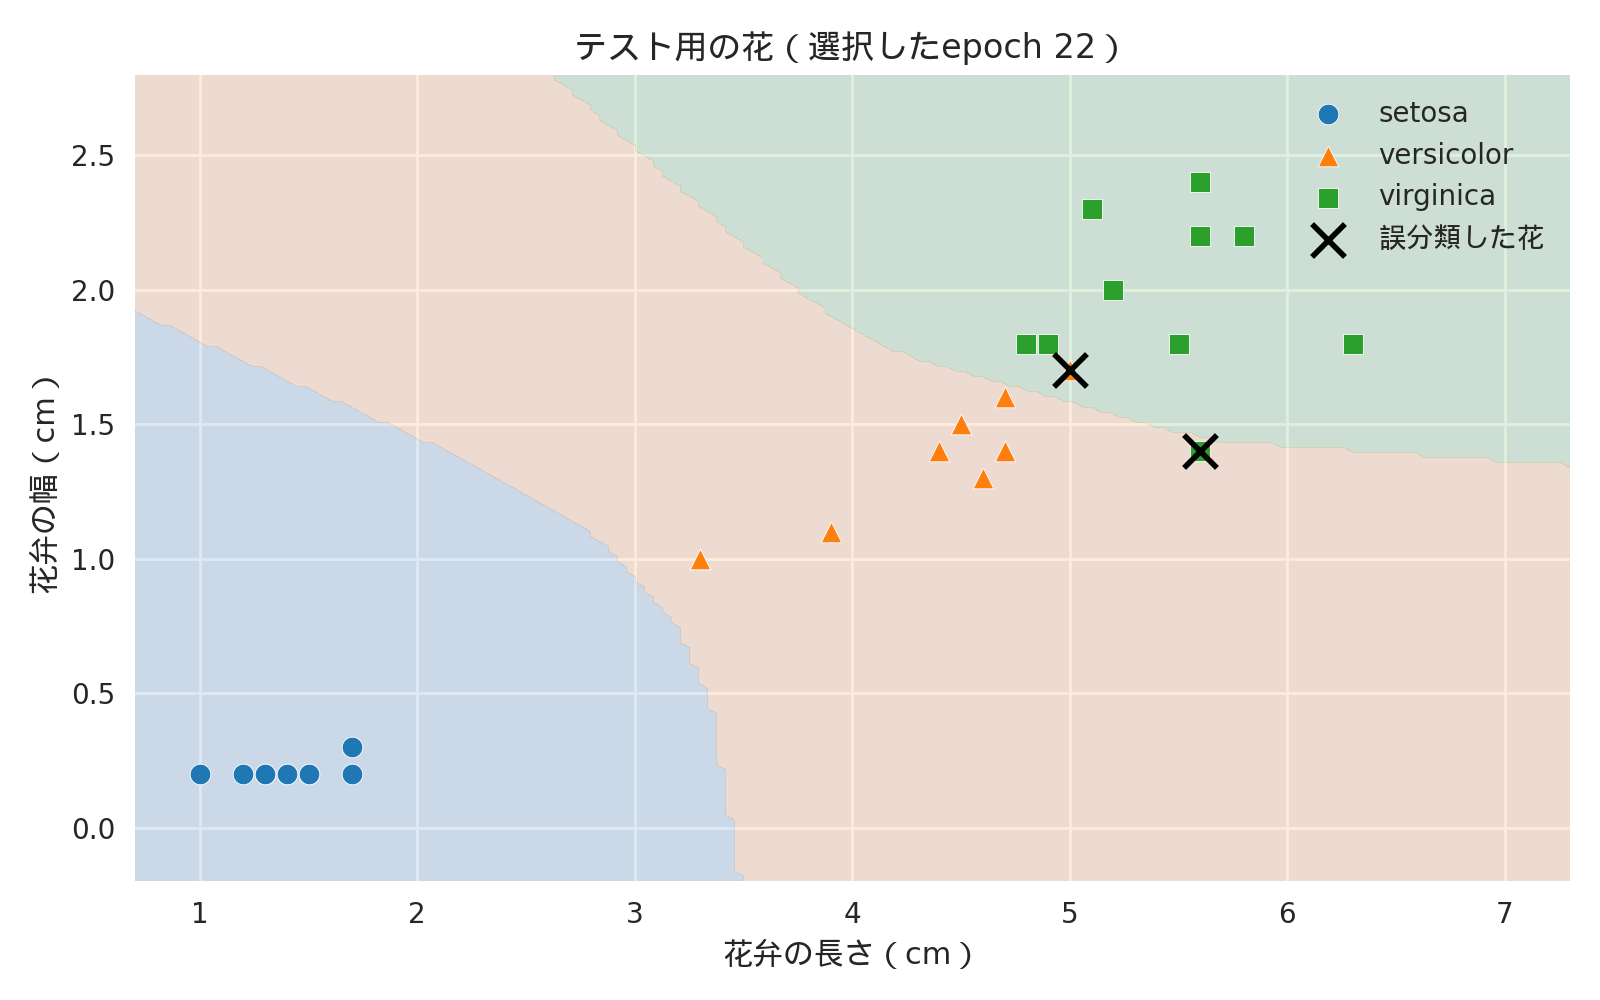 テスト用の花（選択したepoch 22）
setosa
versicolor
virginica
誤分類した花
花弁の幅（cm）
2.5
2.0
1.5
1.0
0.5
0.0
1 2 3 4 5 6 7
花弁の長さ（cm）